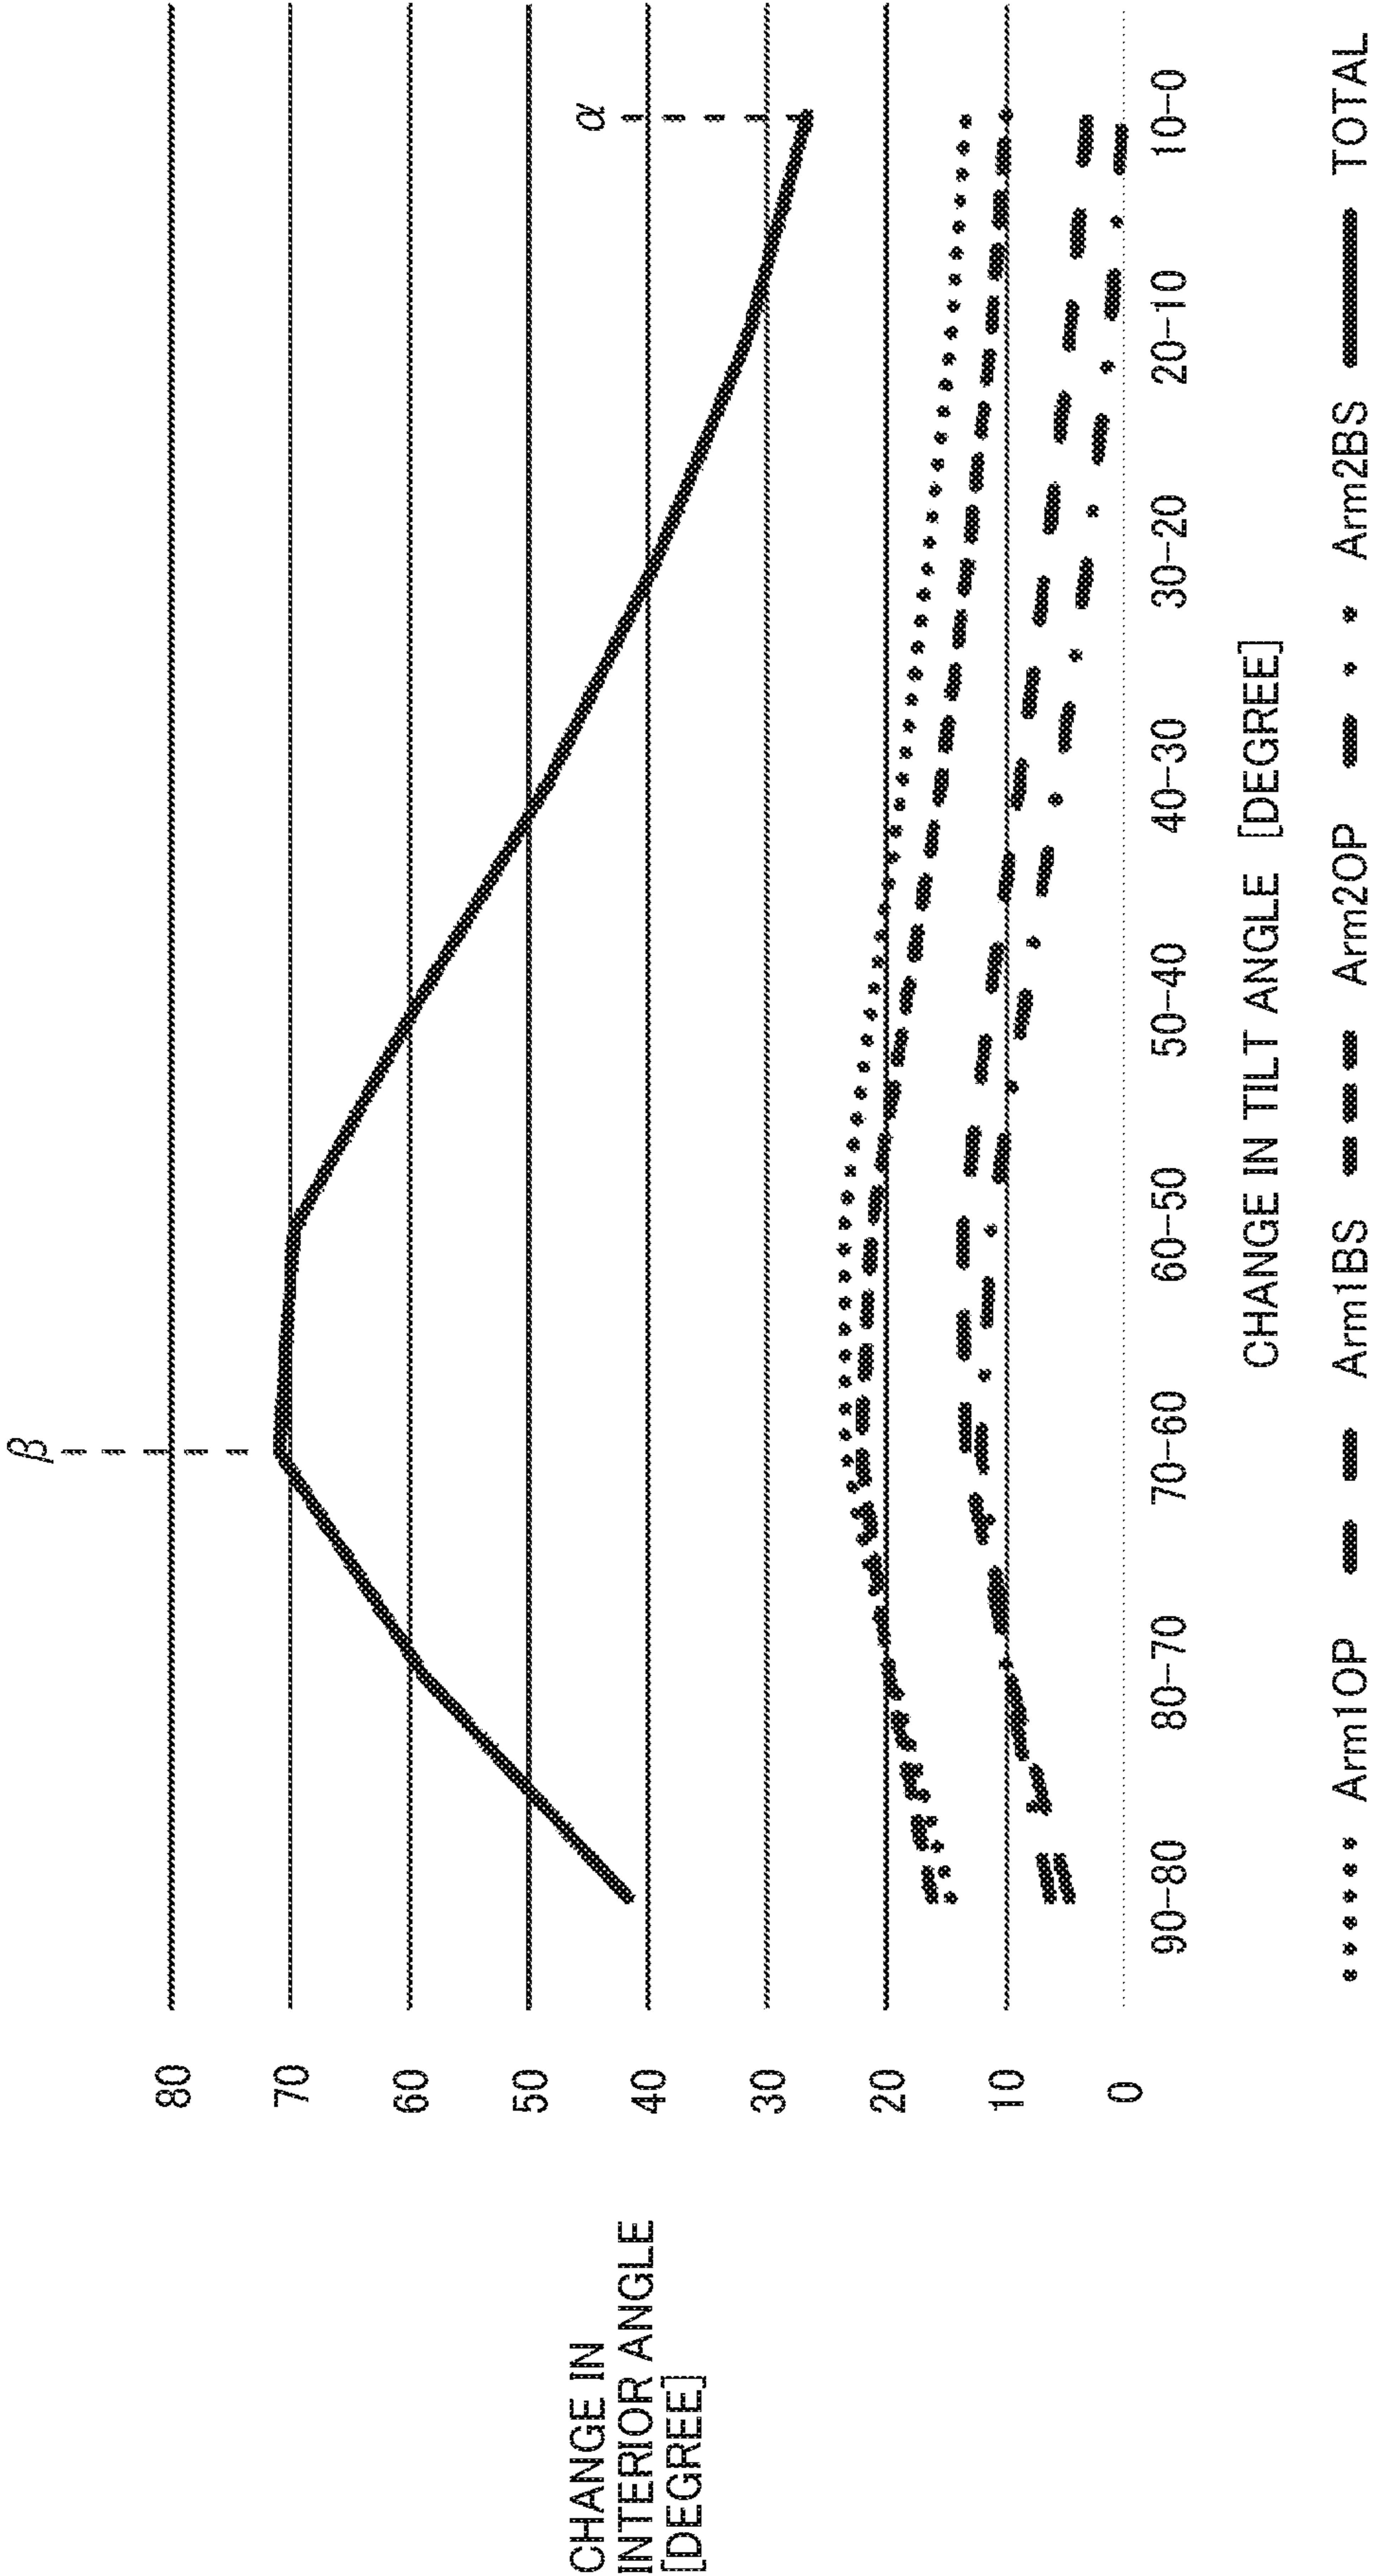 β
α
80
70
60
50
40
30
20
10
0
CHANGE IN
INTERIOR ANGLE
[DEGREE]
90-80
80-70
70-60
60-50
50-40
40-30
30-20
20-10
10-0
CHANGE IN TILT ANGLE [DEGREE]
Arm1OP Arm1BS Arm2OP Arm2BS TOTAL